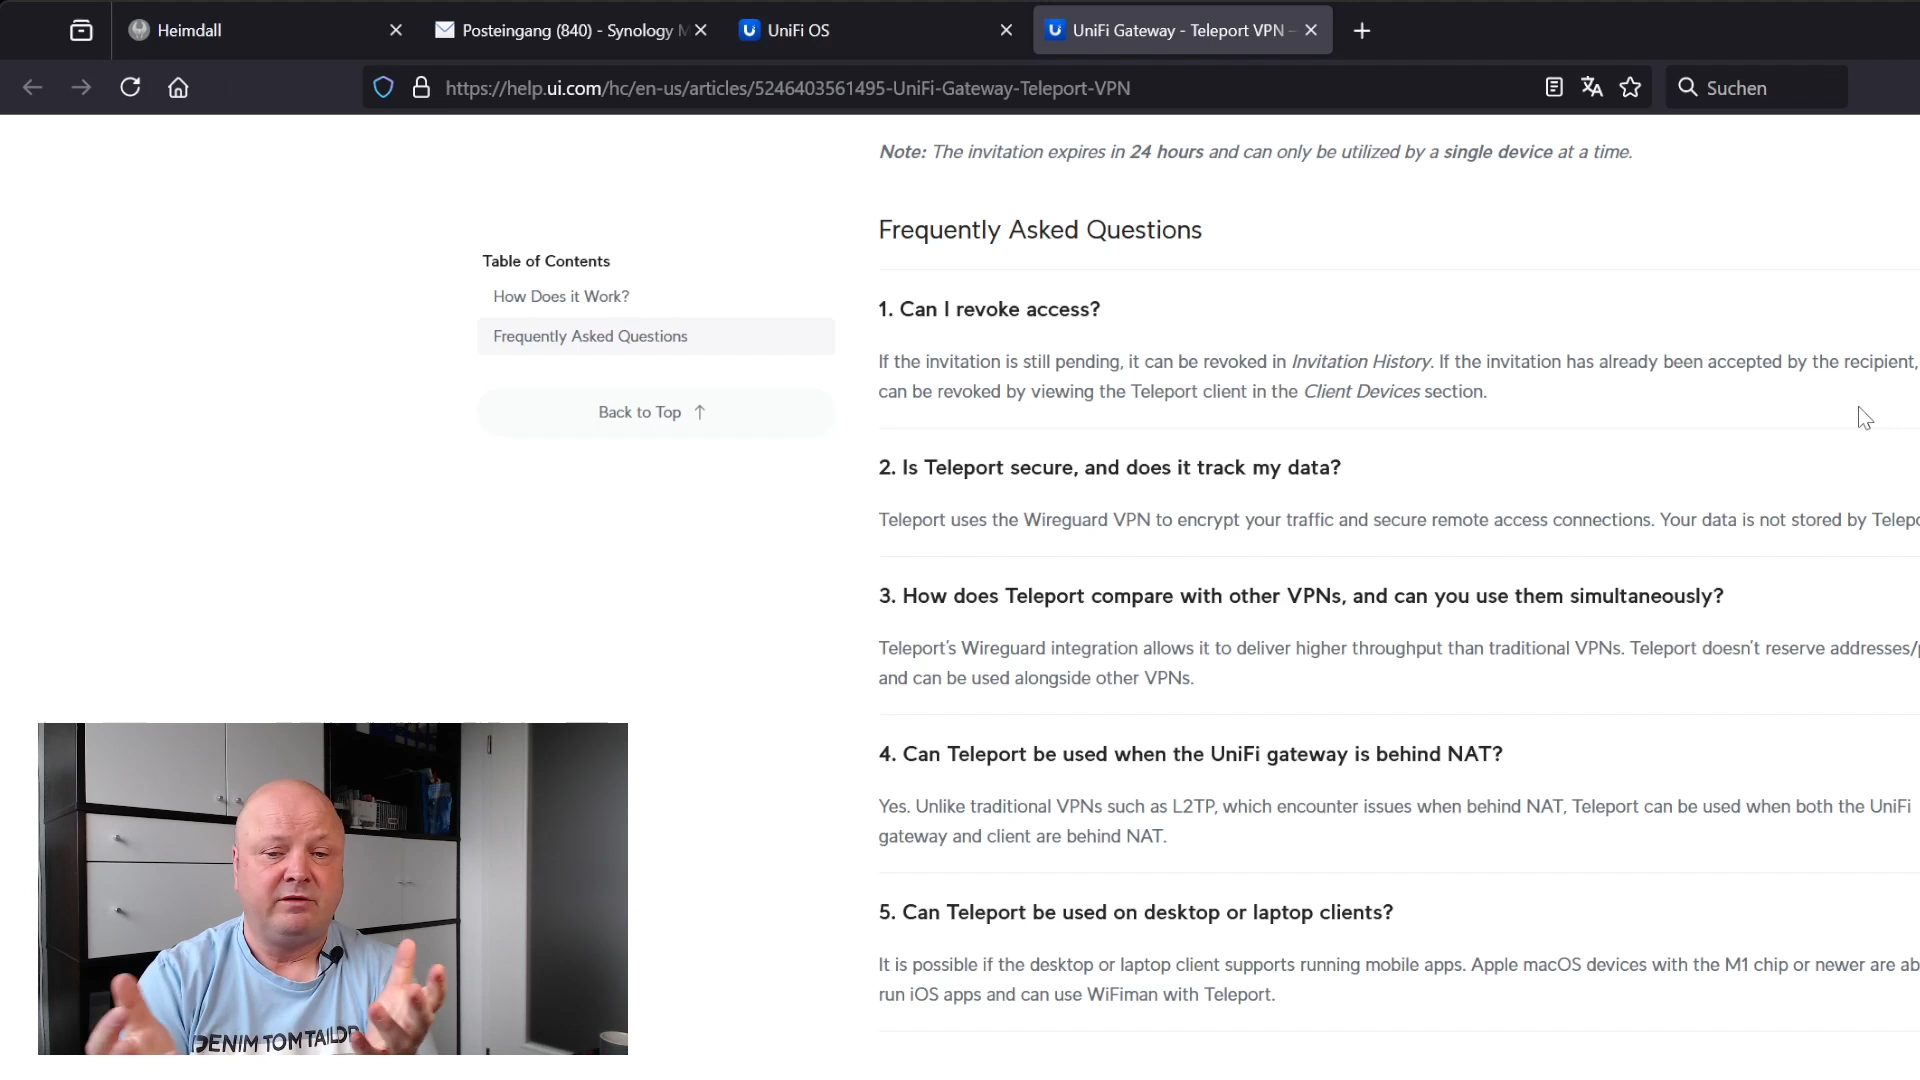 Heimdall
Posteingang (840) - Synology M
UniFi OS
UniFi Gateway - Teleport VPN –
https://help.ui.com/hc/en-us/articles/5246403561495-UniFi-Gateway-Teleport-VPN
Suchen
Note: The invitation expires in 24 hours and can only be utilized by a single device at a time.
Table of Contents
How Does it Work?
Frequently Asked Questions
Back to Top ↑
Frequently Asked Questions
1. Can I revoke access?
If the invitation is still pending, it can be revoked in Invitation History. If the invitation has already been accepted by the recipient,
can be revoked by viewing the Teleport client in the Client Devices section.
2. Is Teleport secure, and does it track my data?
Teleport uses the Wireguard VPN to encrypt your traffic and secure remote access connections. Your data is not stored by
3. How does Teleport compare with other VPNs, and can you use them simultaneously?
Teleport's Wireguard integration allows it to deliver higher throughput than traditional VPNs. Teleport doesn't reserve addresses/
and can be used alongside other VPNs.
4. Can Teleport be used when the UniFi gateway is behind NAT?
Yes. Unlike traditional VPNs such as L2TP, which encounter issues when behind NAT, Teleport can be used when both the UniFi
gateway and client are behind NAT.
5. Can Teleport be used on desktop or laptop clients?
It is possible if the desktop or laptop client supports running mobile apps. Apple macOS devices with the M1 chip or newer are
run iOS apps and can use WiFiman with Teleport.
DENIM TOM TAILOR